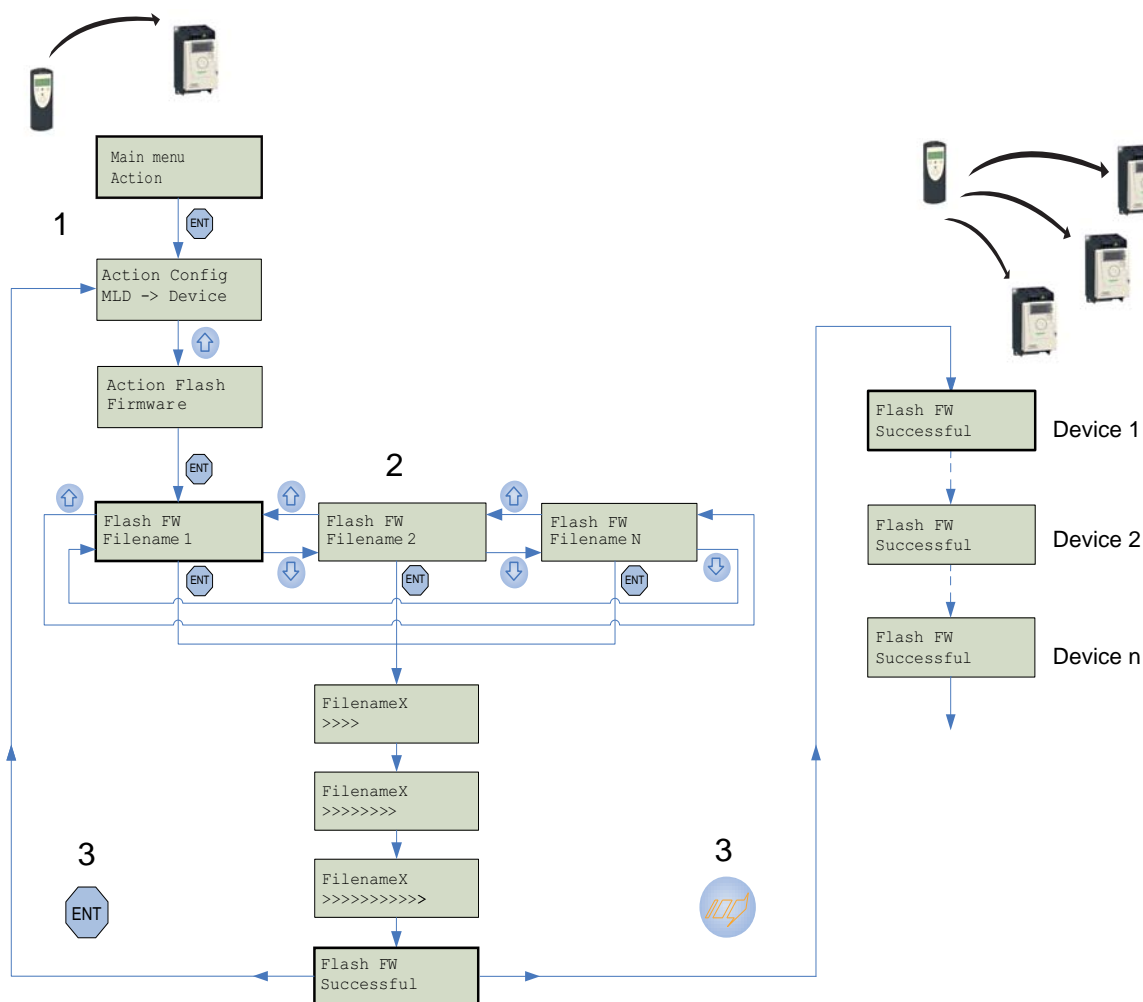 Main menu
Action
1
ENT
Action Config
MLD -> Device
Action Flash
Firmware
ENT
2
Flash FW
Filename 1
Flash FW
Filename 2
Flash FW
Filename N
ENT
ENT
ENT
FilenameX
>>>>
FilenameX
>>>>>>>>
FilenameX
>>>>>>>>>>>
3
ENT
Flash FW
Successful
3
Flash FW
Successful
Device 1
Flash FW
Successful
Device 2
Flash FW
Successful
Device n